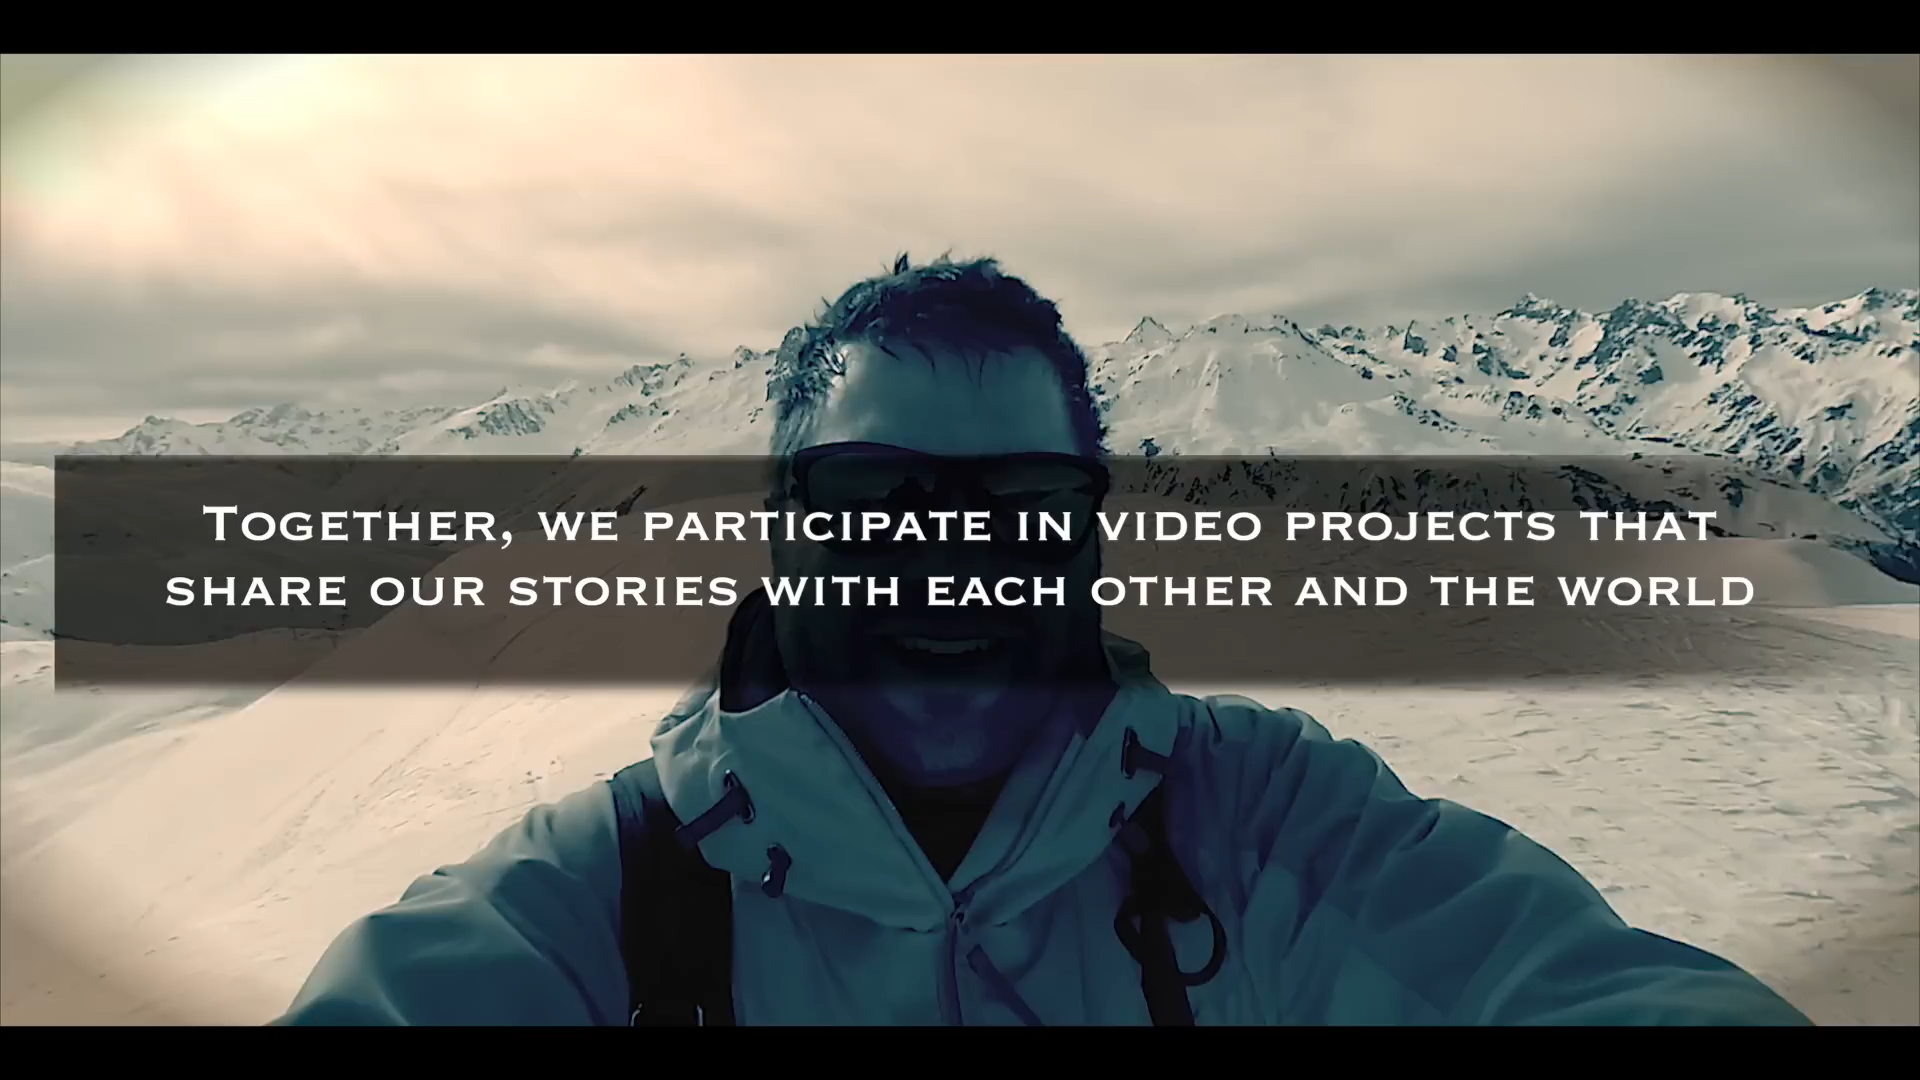 Together, we participate in video projects that
share our stories with each other and the world